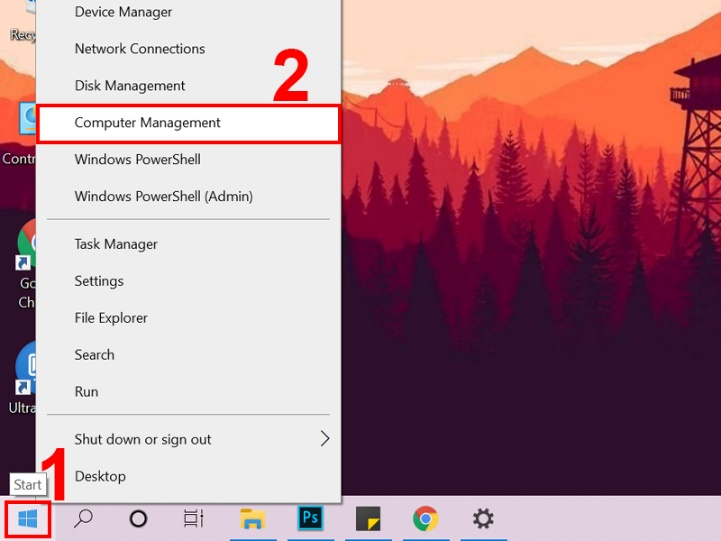 Device Manager
Network Connections
Disk Management
2
Computer Management
Windows PowerShell
Windows PowerShell (Admin)
Task Manager
Settings
File Explorer
Search
Run
Shut down or sign out
1
Desktop
Start
Recy
Contr
Go
Ch
Ultra
Ps